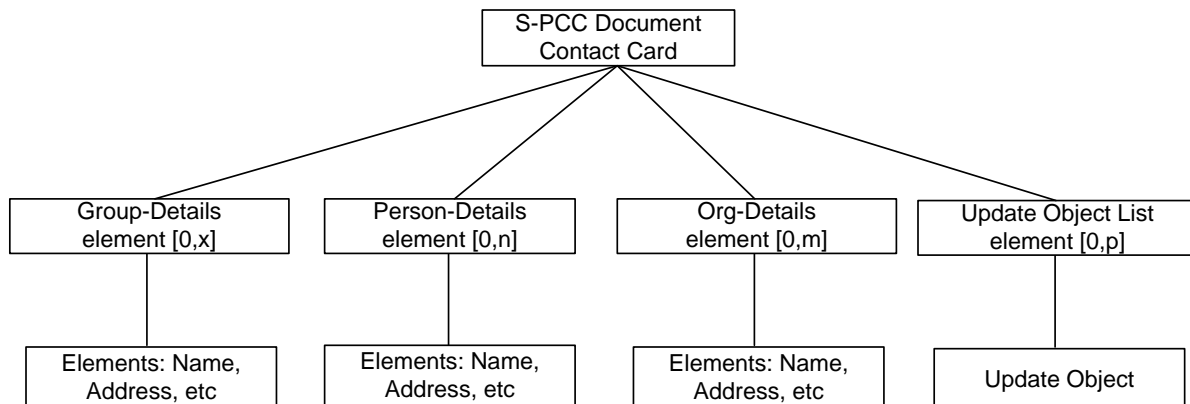 S-PCC Document
Contact Card
Group-Details
element [0,x]
Person-Details
element [0,n]
Org-Details
element [0,m]
Update Object List
element [0,p]
Elements: Name,
Address, etc
Elements: Name,
Address, etc
Elements: Name,
Address, etc
Update Object